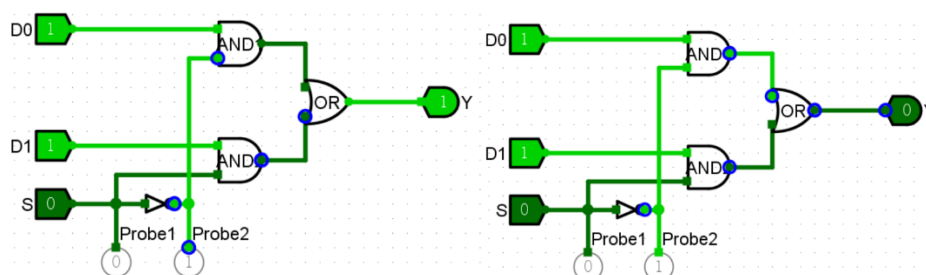 D0 1 AND
OR 1 Y
D1 1 AND
S 0
Probe1 Probe2
0 1
D0 1 AND
OR 0
D1 1 AND
S 0
Probe1 Probe2
0 1